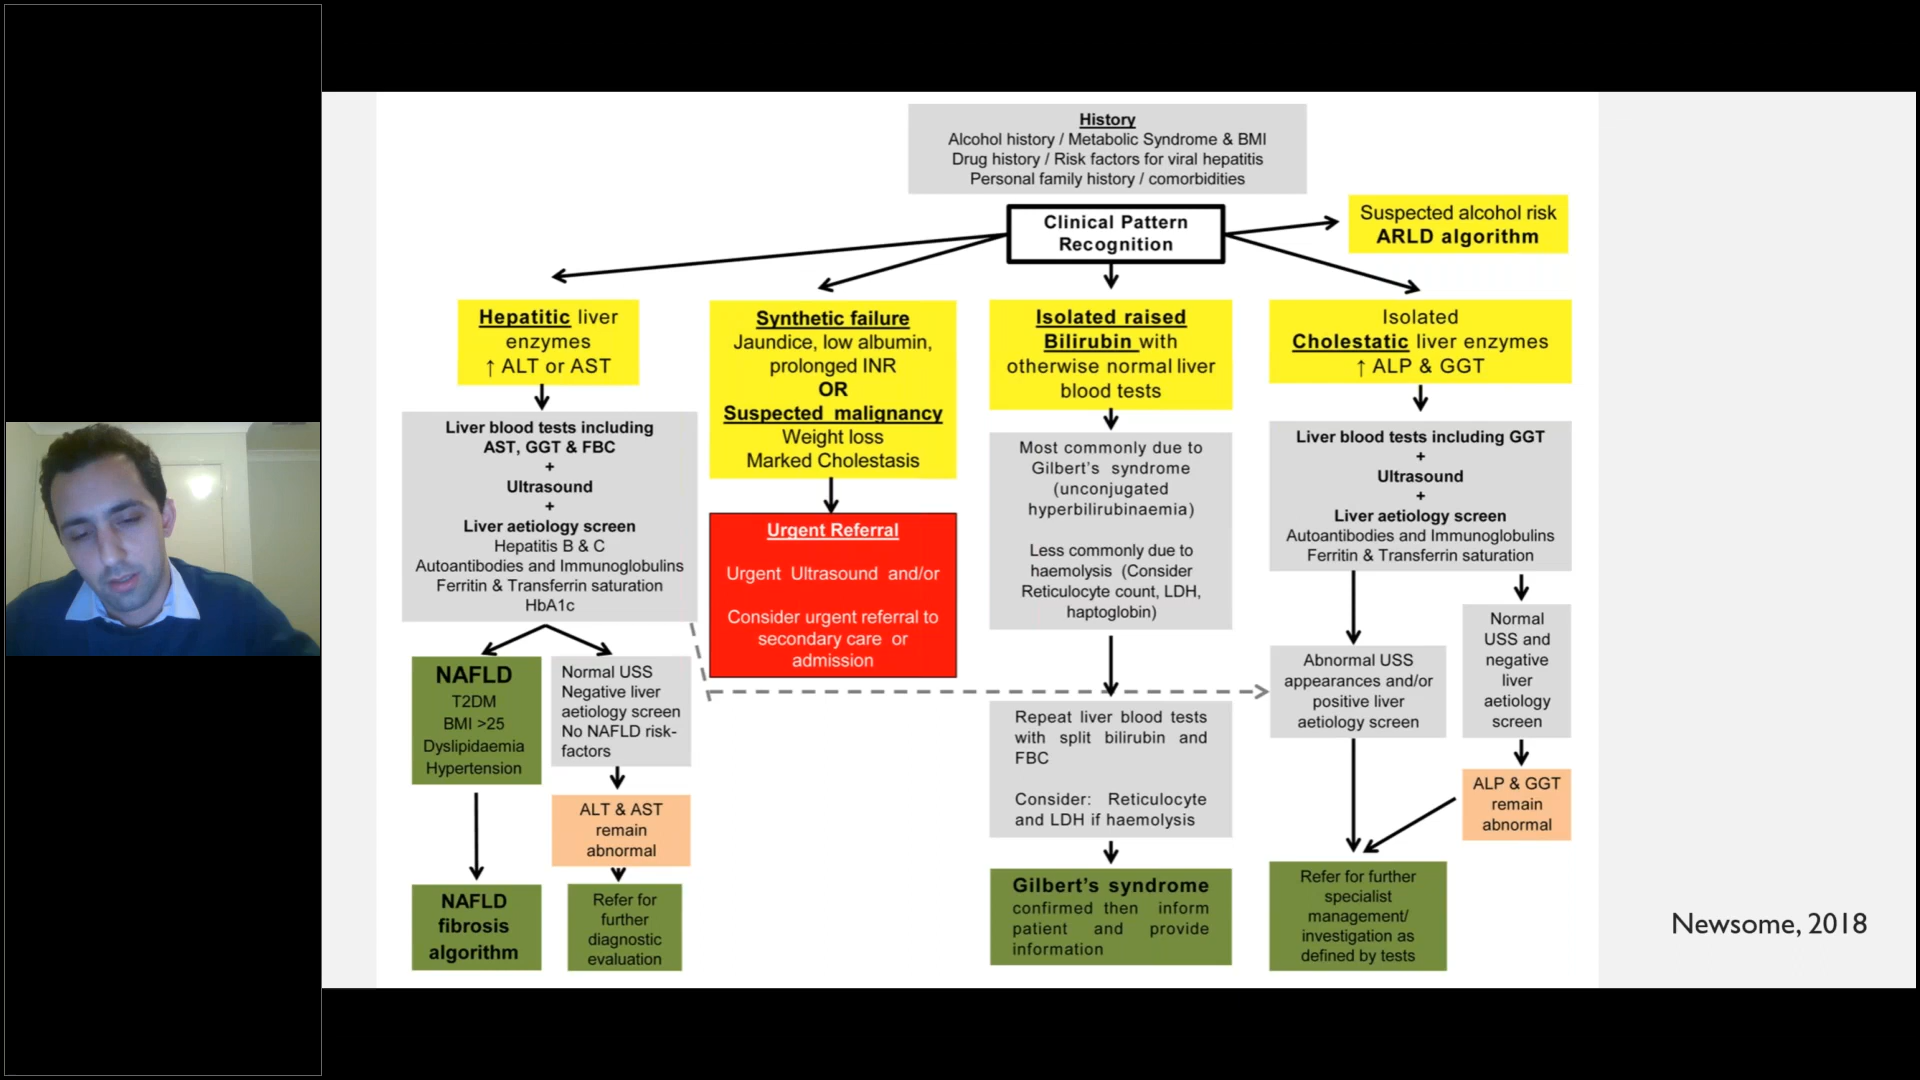 History
Alcohol history / Metabolic Syndrome & BMI
Drug history / Risk factors for viral hepatitis
Personal family history / comorbidities
Clinical Pattern
Recognition
Suspected alcohol risk
ARLD algorithm
Hepatitic liver
enzymes
↑ ALT or AST
Liver blood tests including
AST, GGT & FBC
+
Ultrasound
+
Liver aetiology screen
Hepatitis B & C
Autoantibodies and Immunoglobulins
Ferritin & Transferrin saturation
HbA1c
NAFLD
T2DM
BMI >25
Dyslipidaemia
Hypertension
NAFLD
fibrosis
algorithm
Normal USS
Negative liver
aetiology screen
No NAFLD risk-
factors
ALT & AST
remain
abnormal
Refer for
further
diagnostic
evaluation
Synthetic failure
Jaundice, low albumin,
prolonged INR
OR
Suspected malignancy
Weight loss
Marked Cholestasis
Urgent Referral
Urgent Ultrasound and/or
Consider urgent referral to
secondary care or
admission
Isolated raised
Bilirubin with
otherwise normal liver
blood tests
Most commonly due to
Gilbert's syndrome
(unconjugated
hyperbilirubinaemia)
Less commonly due to
haemolysis (Consider
Reticulocyte count, LDH,
haptoglobin)
Repeat liver blood tests
with split bilirubin and
FBC
Consider: Reticulocyte
and LDH if haemolysis
Gilbert's syndrome
confirmed then inform
patient and provide
information
Isolated
Cholestatic liver enzymes
↑ ALP & GGT
Liver blood tests including GGT
+
Ultrasound
+
Liver aetiology screen
Autoantibodies and Immunoglobulins
Ferritin & Transferrin saturation
Abnormal USS
appearances and/or
positive liver
aetiology screen
Normal
USS and
negative
liver
aetiology
screen
ALP & GGT
remain
abnormal
Refer for further
specialist
management/
investigation as
defined by tests
Newsome, 2018